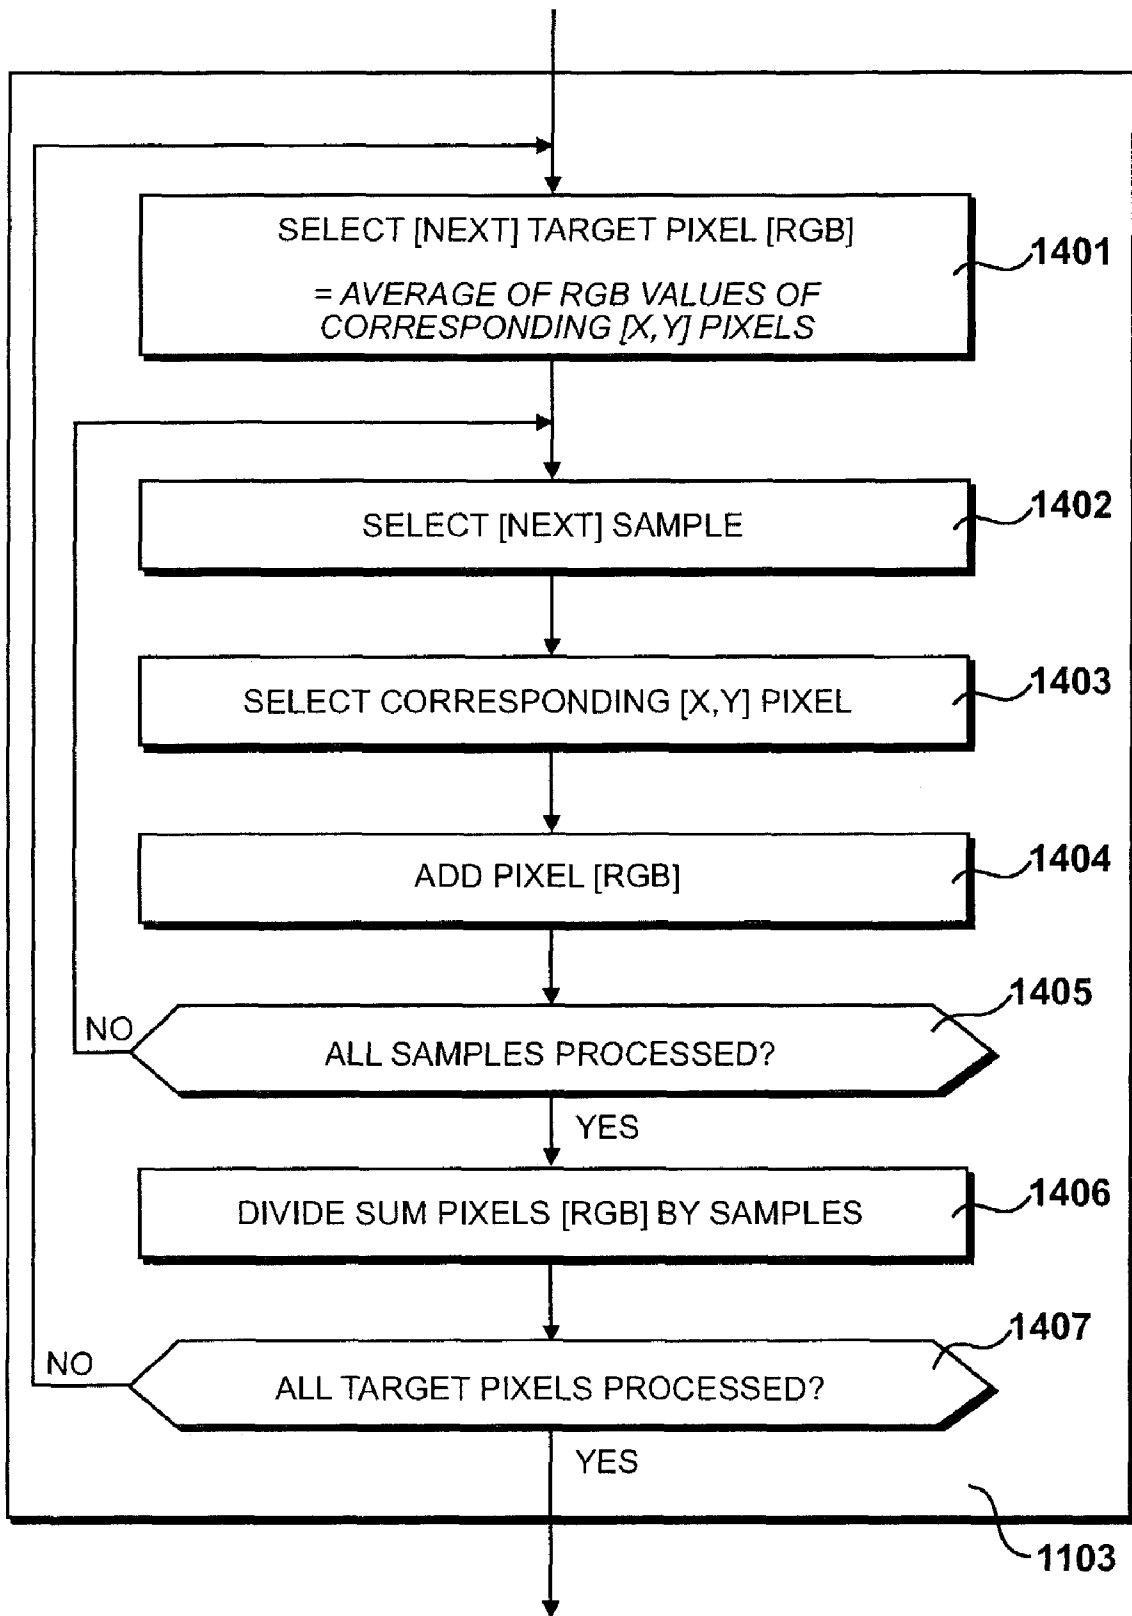 SELECT [NEXT] TARGET PIXEL [RGB]
= AVERAGE OF RGB VALUES OF
CORRESPONDING [X,Y] PIXELS
1401
SELECT [NEXT] SAMPLE
1402
SELECT CORRESPONDING [X,Y] PIXEL
1403
ADD PIXEL [RGB]
1404
1405
NO
ALL SAMPLES PROCESSED?
YES
DIVIDE SUM PIXELS [RGB] BY SAMPLES
1406
1407
NO
ALL TARGET PIXELS PROCESSED?
YES
1103